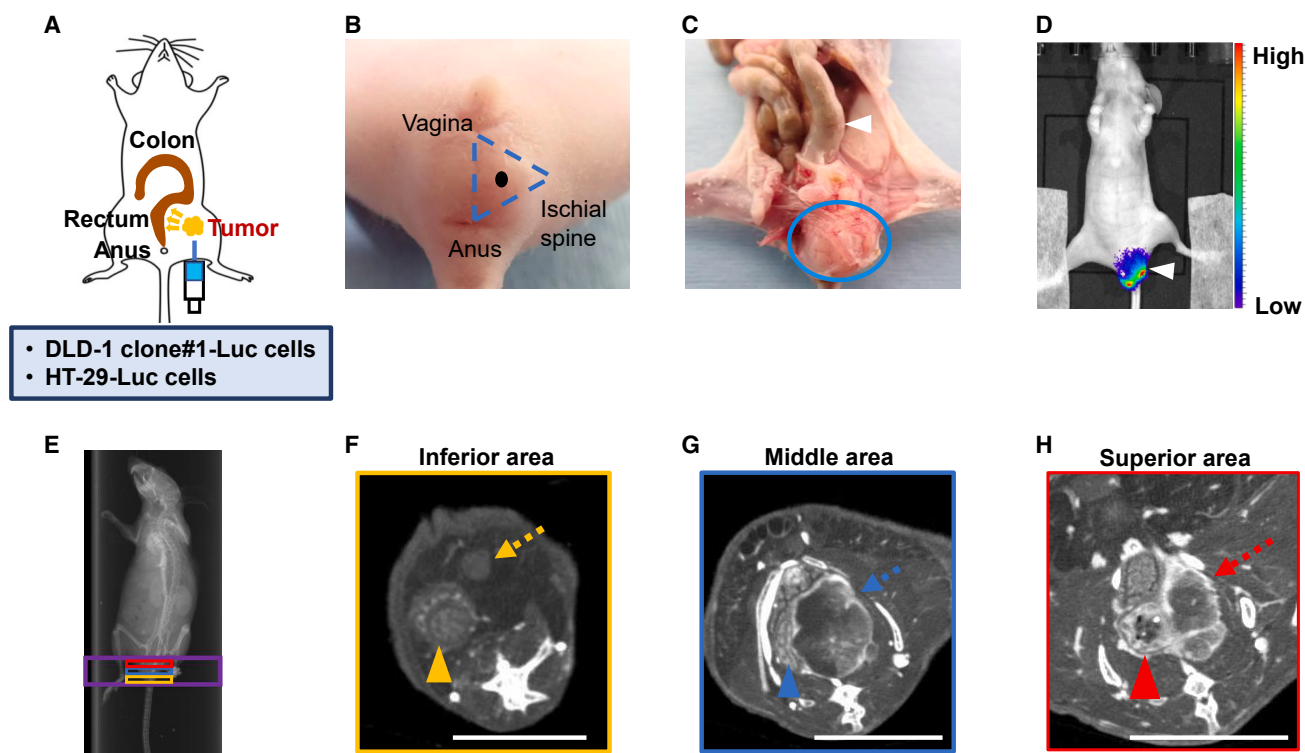 A
Colon
Rectum
Anus
Tumor
• DLD-1 clone#1-Luc cells
• HT-29-Luc cells
B
Vagina
Anus
Ischial
spine
C
D
High
Low
E
F
Inferior area
G
Middle area
H
Superior area